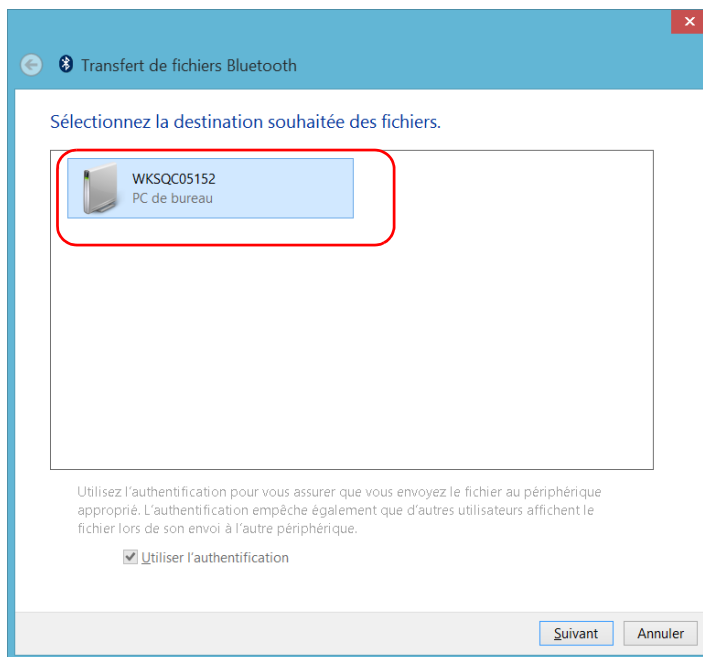 Transfert de fichiers Bluetooth
Sélectionnez la destination souhaitée des fichiers.
WKSQC05152
PC de bureau
Utilisez l'authentification pour vous assurer que vous envoyez le fichier au périphérique
approprié. L'authentification empêche également que d'autres utilisateurs affichent le
fichier lors de son envoi à l'autre périphérique.
Utiliser l'authentification
Suivant Annuler